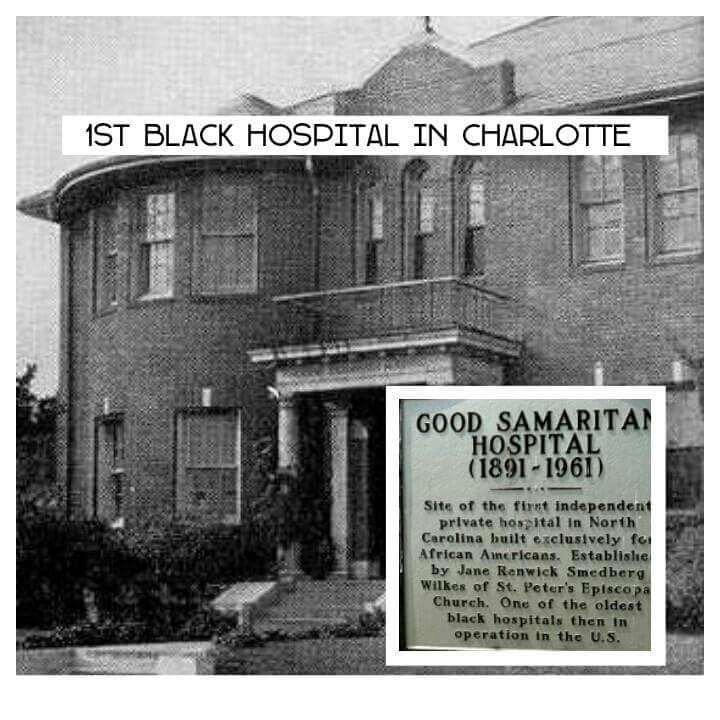 1ST BLACK HOSPITAL IN CHARLOTTE
GOOD SAMARITAN
HOSPITAL
(1891-1961)
Site of the first independent
private hospital in North
Carolina built exclusively fo
African Americans. Establishe
by Jane Renwick Smedberg
Wilkes of St. Peter's Episcopa
Church. One of the oldest
black hospitals then in
operation in the U.S.